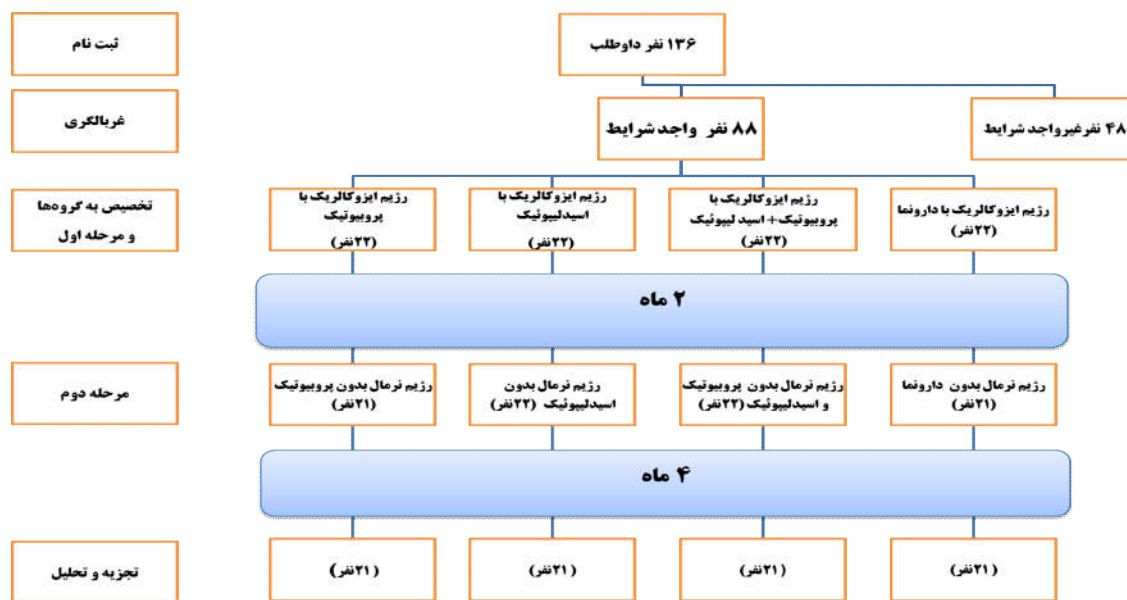 ثبت نام
۱۳۶ نفر داوطلب
غربالگری
۴۸ نفرغیرواجد شرایط
۸۸ نفر واجد شرایط
تخصیص به گروه‌ها
و مرحله اول
رژیم ایزوکالریک با دارونما
(۲۲نفر)
رژیم ایزوکالریک با
پروبیوتیک+ اسید لیپوئیک
(۲۲نفر)
رژیم ایزوکالریک با
اسیدلیپوئیک
(۲۲نفر)
رژیم ایزوکالریک با
پروبیوتیک
(۲۲نفر)
۲ ماه
مرحله دوم
رژیم نرمال بدون دارونما
(۲۱نفر)
رژیم نرمال بدون پروبیوتیک
و اسیدلیپوئیک (۲۲نفر)
رژیم نرمال بدون
اسیدلیپوئیک (۲۲نفر)
رژیم نرمال بدون پروبیوتیک
(۲۱نفر)
۴ ماه
تجزیه و تحلیل
(۲۱نفر)
(۲۱نفر)
(۲۱نفر)
(۲۱نفر)